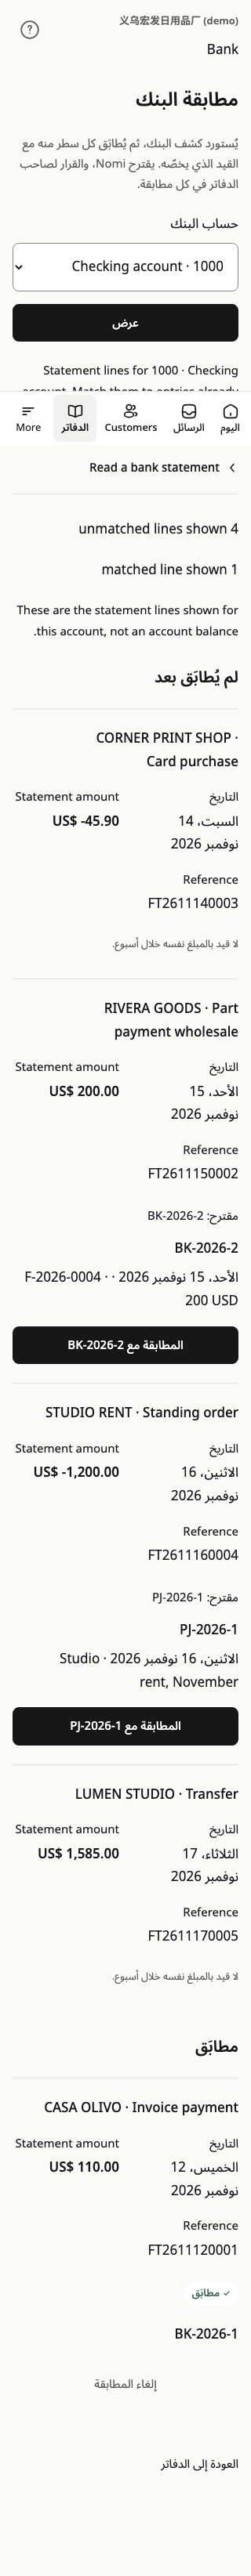 义乌宏发日用品厂 (demo)
Bank
مطابقة البنك
يُستورد كشف البنك، ثم يُطابَق كل سطر منه مع
القيد الذي يخصّه. يقترح Nomi، والقرار لصاحب
الدفاتر في كل مطابقة.
حساب البنك
Checking account · 1000
عرض
Statement lines for 1000 · Checking
اليوم
الرسائل
Customers
الدفاتر
More
Read a bank statement
unmatched lines shown 4
matched line shown 1
These are the statement lines shown for
this account, not an account balance.
لم يُطابَق بعد
CORNER PRINT SHOP ·
Card purchase
التاريخ
السبت، 14
نوفمبر 2026
Statement amount
US$ -45.90
Reference
FT2611140003
لا قيد بالمبلغ نفسه خلال أسبوع.
RIVERA GOODS · Part
payment wholesale
التاريخ
الأحد، 15
نوفمبر 2026
Statement amount
US$ 200.00
Reference
FT2611150002
مقترح: BK-2026-2
BK-2026-2
الأحد، 15 نوفمبر 2026 · F-2026-0004 ·
200 USD
المطابقة مع BK-2026-2
STUDIO RENT · Standing order
التاريخ
الاثنين، 16
نوفمبر 2026
Statement amount
US$ -1,200.00
Reference
FT2611160004
مقترح: PJ-2026-1
PJ-2026-1
الاثنين، 16 نوفمبر 2026 · Studio
rent, November
المطابقة مع PJ-2026-1
LUMEN STUDIO · Transfer
التاريخ
الثلاثاء، 17
نوفمبر 2026
Statement amount
US$ 1,585.00
Reference
FT2611170005
لا قيد بالمبلغ نفسه خلال أسبوع.
مطابَق
CASA OLIVO · Invoice payment
التاريخ
الخميس، 12
نوفمبر 2026
Statement amount
US$ 110.00
Reference
FT2611120001
مطابَق
BK-2026-1
إلغاء المطابقة
العودة إلى الدفاتر